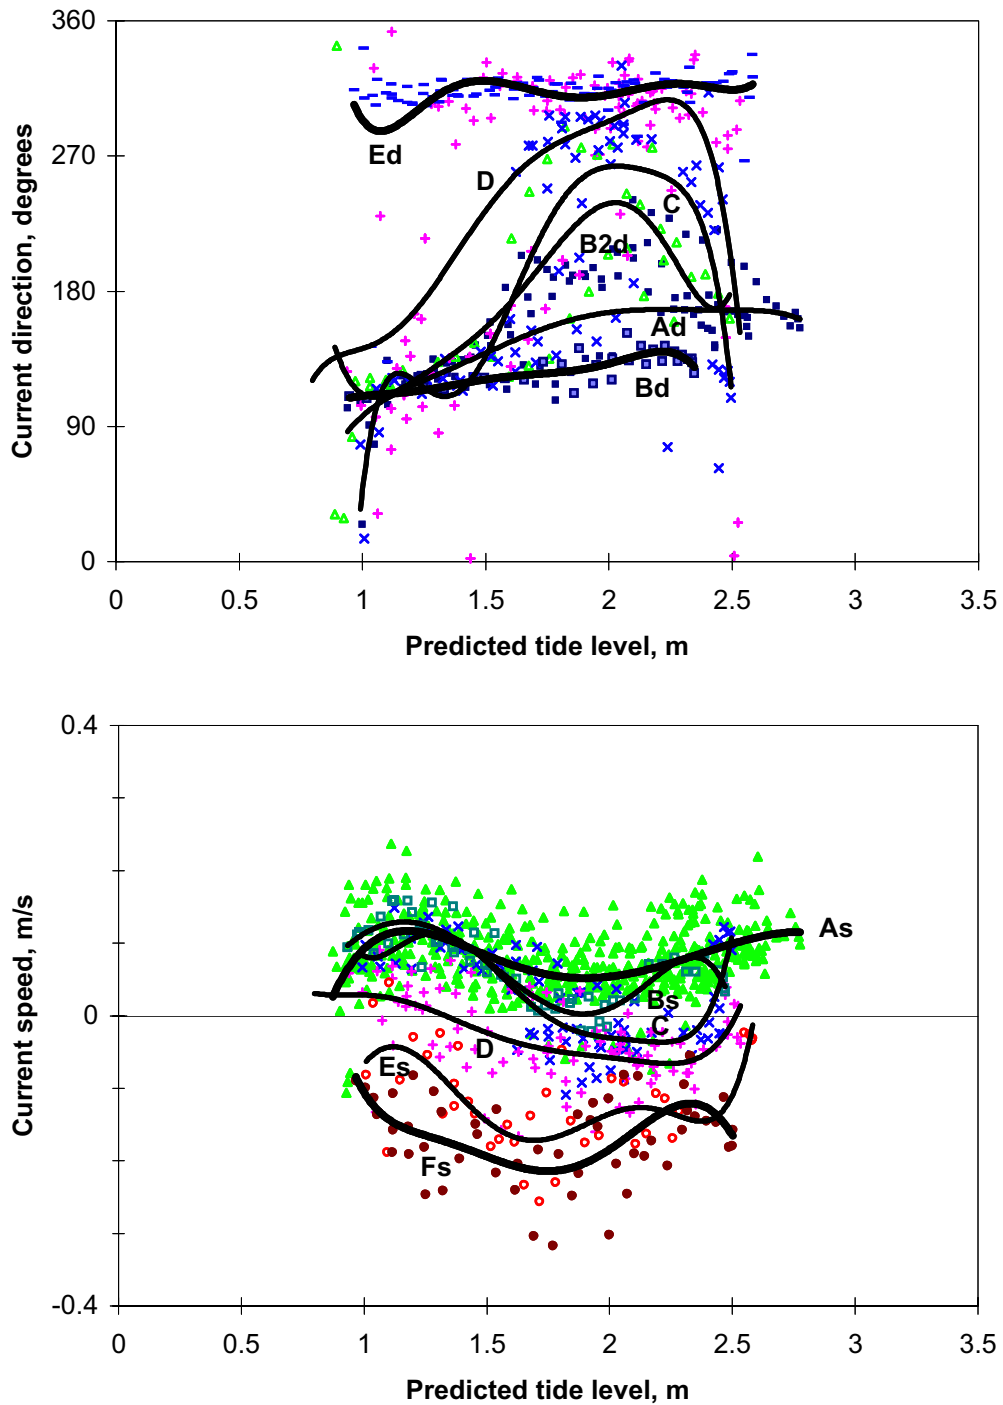 360
270
180
90
0
Current direction, degrees
Ed
D
C
B2d
Ad
Bd
0 0.5 1 1.5 2 2.5 3 3.5
Predicted tide level, m
0.4
0
-0.4
Current speed, m/s
As
Bs
C
D
Es
Fs
0 0.5 1 1.5 2 2.5 3 3.5
Predicted tide level, m